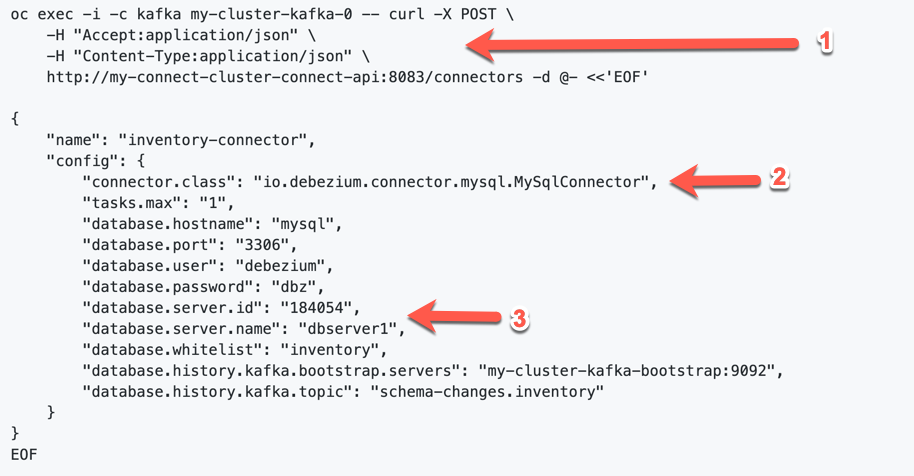 oc exec -i -c kafka my-cluster-kafka-0 -- curl -X POST \
    -H "Accept:application/json" \
1
    -H "Content-Type:application/json" \
    http://my-connect-cluster-connect-api:8083/connectors -d @- <<'EOF'
{
    "name": "inventory-connector",
    "config": {
        "connector.class": "io.debezium.connector.mysql.MySqlConnector",
2
        "tasks.max": "1",
        "database.hostname": "mysql",
        "database.port": "3306",
        "database.user": "debezium",
        "database.password": "dbz",
        "database.server.id": "184054",
3
        "database.server.name": "dbserver1",
        "database.whitelist": "inventory",
        "database.history.kafka.bootstrap.servers": "my-cluster-kafka-bootstrap:9092",
        "database.history.kafka.topic": "schema-changes.inventory"
    }
}
EOF